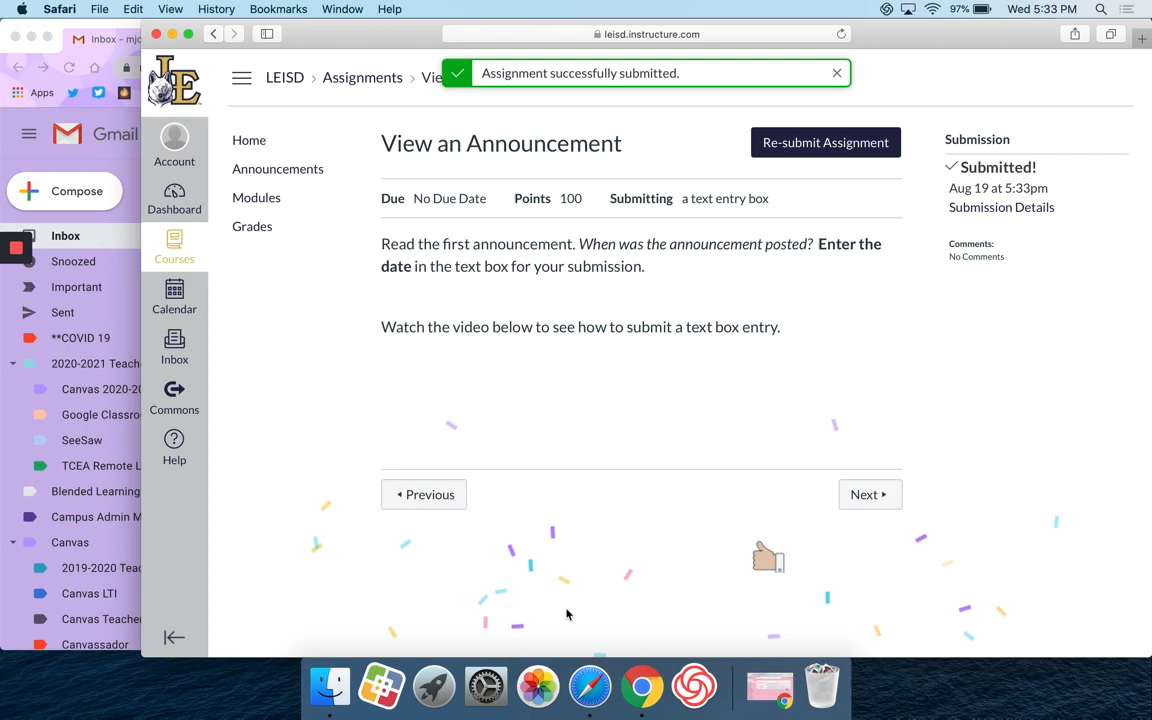 Safari File Edit View History Bookmarks Window Help 97% Wed 5:33 PM
Inbox - mjo
leisd.instructure.com
Apps
Gmail
Compose
Inbox
Snoozed
Important
Sent
**COVID 19
2020-2021 Teach
Canvas 2020-20
Google Classro
SeeSaw
TCEA Remote L
Blended Learning
Campus Admin M
Canvas
2019-2020 Teac
Canvas LTI
Canvas Teacher
Canvassador
LE
Account
Dashboard
Courses
Calendar
Inbox
Commons
Help
LEISD › Assignments › Vie
Assignment successfully submitted.
Home
Announcements
Modules
Grades
View an Announcement
Re-submit Assignment
Due No Due Date Points 100 Submitting a text entry box
Read the first announcement. When was the announcement posted? Enter the
date in the text box for your submission.
Watch the video below to see how to submit a text box entry.
Previous
Next
Submission
Submitted!
Aug 19 at 5:33pm
Submission Details
Comments:
No Comments